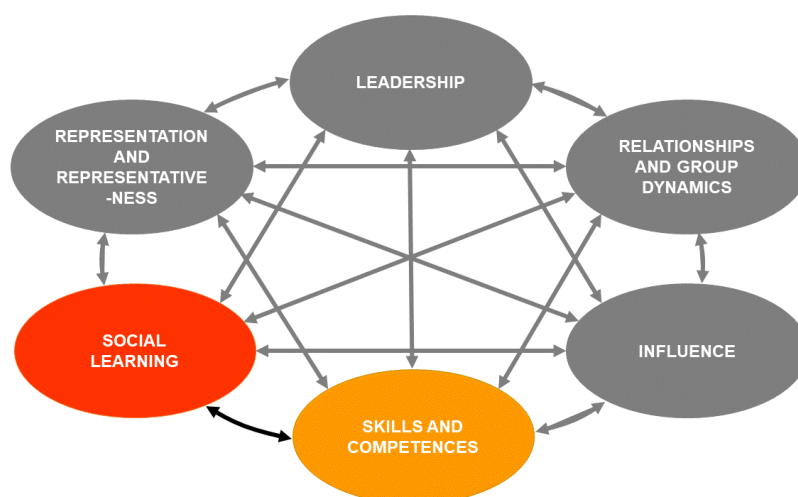 LEADERSHIP
REPRESENTATION
AND
REPRESENTATIVE
-NESS
RELATIONSHIPS
AND GROUP
DYNAMICS
SOCIAL
LEARNING
INFLUENCE
SKILLS AND
COMPETENCES